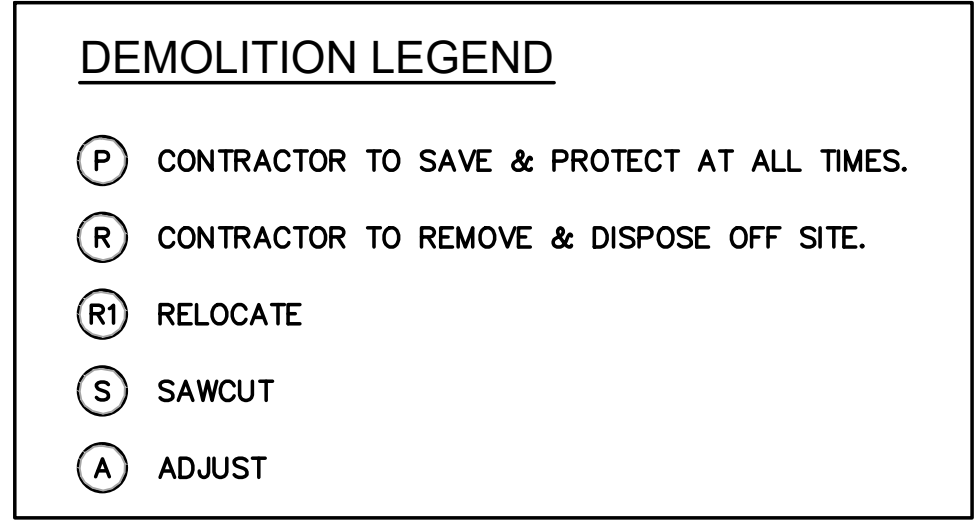 DEMOLITION LEGEND
P CONTRACTOR TO SAVE & PROTECT AT ALL TIMES.
R CONTRACTOR TO REMOVE & DISPOSE OFF SITE.
R1 RELOCATE
S SAWCUT
A ADJUST